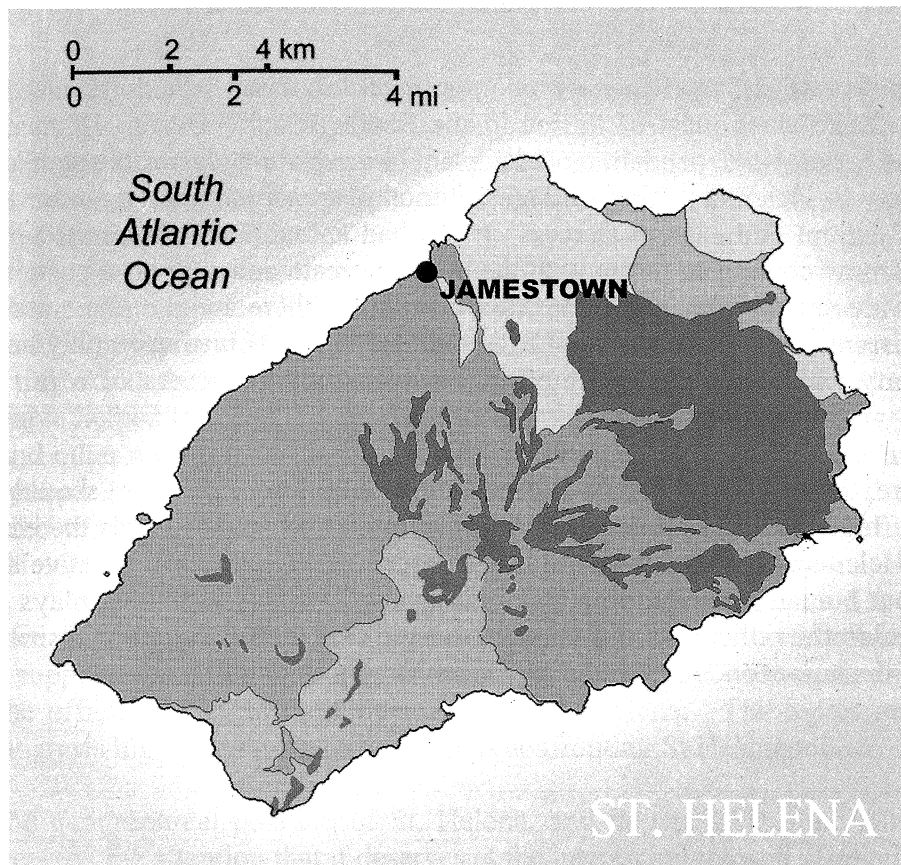 0 2 4 km
0 2 4 mi
South
Atlantic
Ocean
JAMESTOWN
ST. HELENA